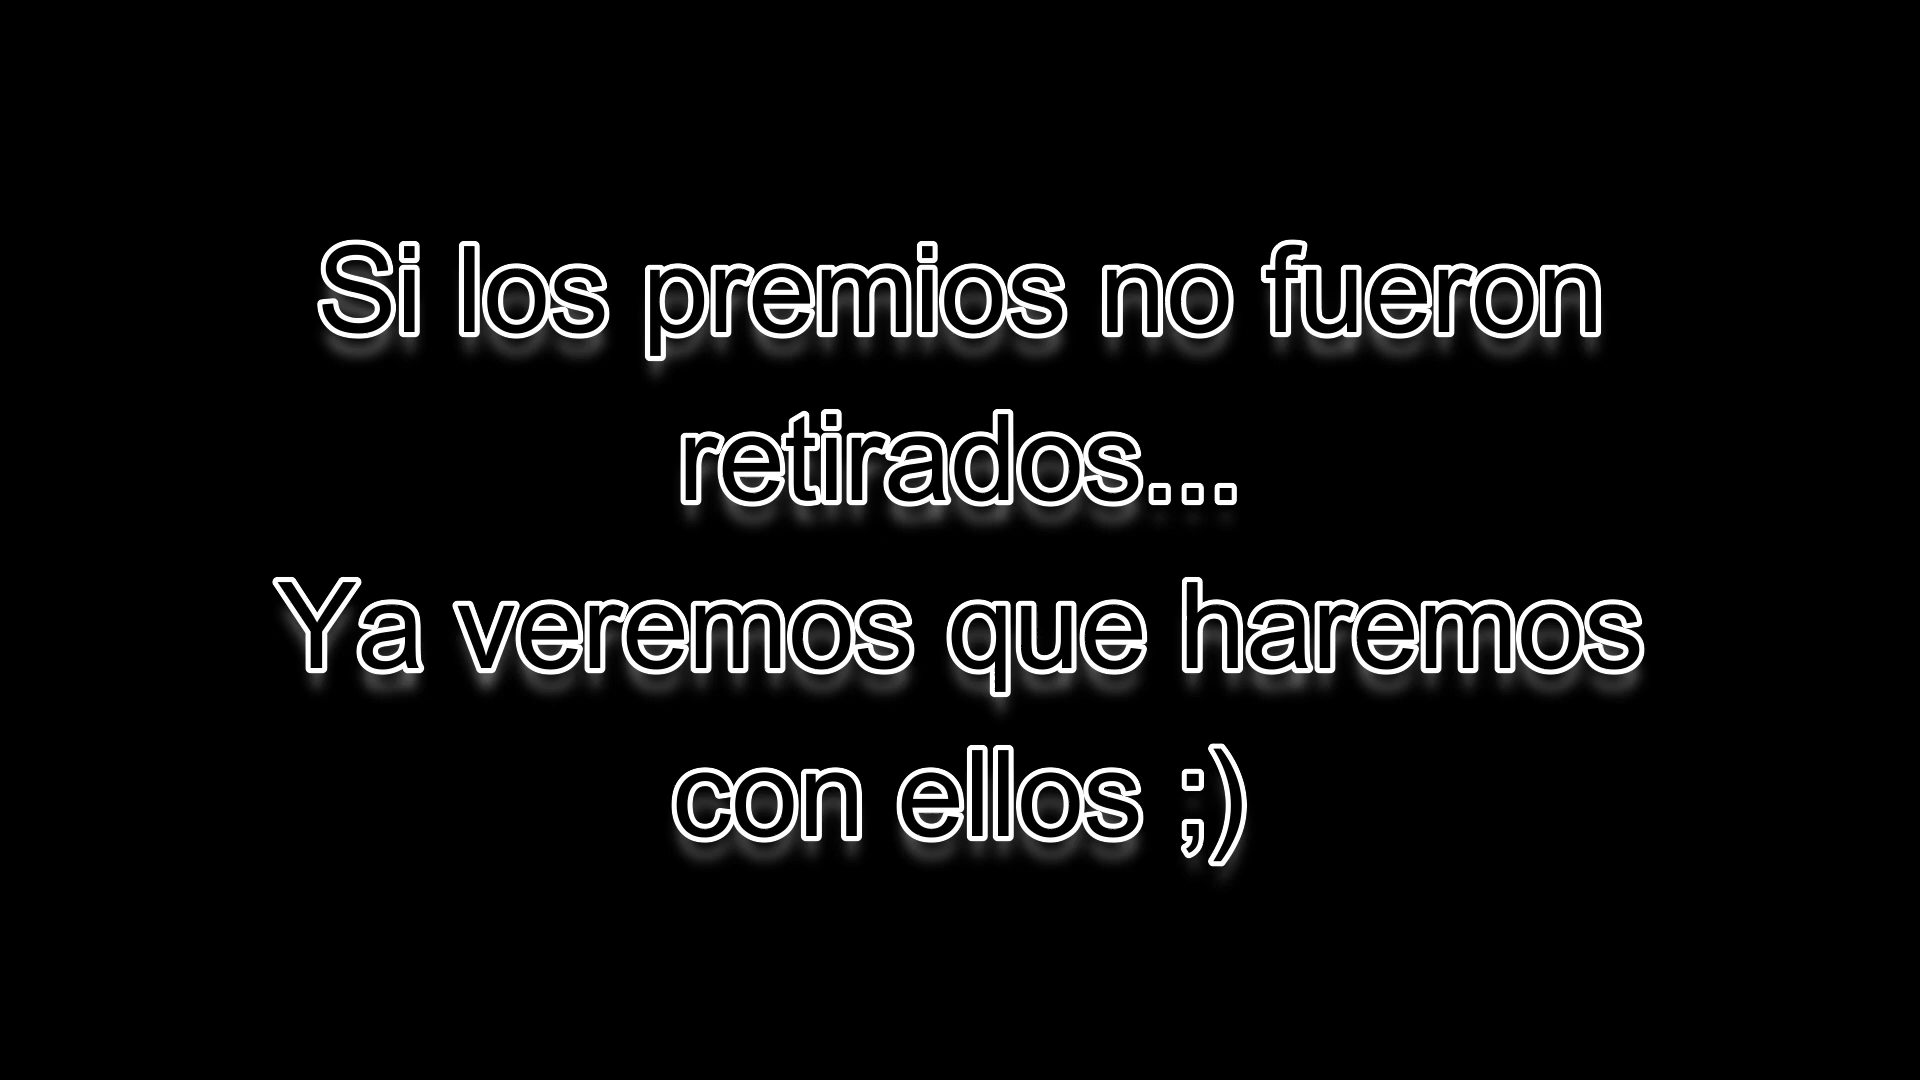 Si los premios no fueron
retirados...
Ya veremos que haremos
con ellos ;)